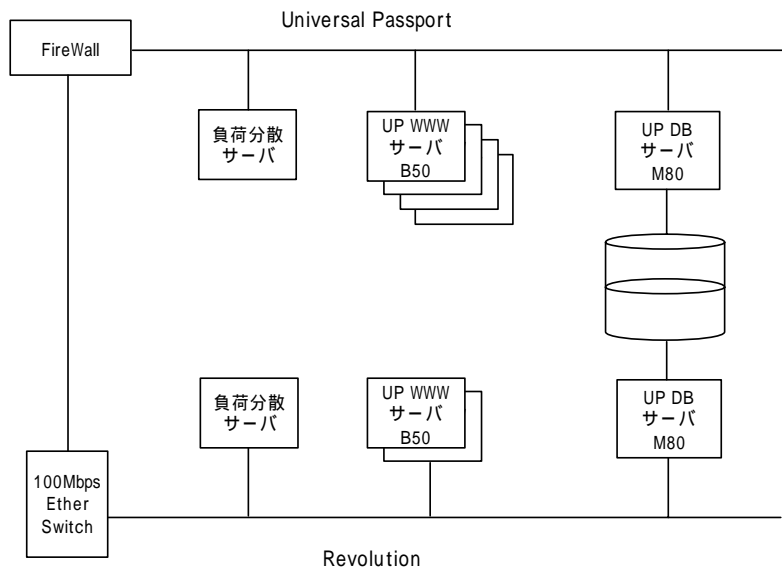 Universal Passport
FireWall
負荷分散
サーバ
UP WWW
サーバ
B50
UP DB
サーバ
M80
負荷分散
サーバ
UP WWW
サーバ
B50
UP DB
サーバ
M80
100Mbps
Ether
Switch
Revolution